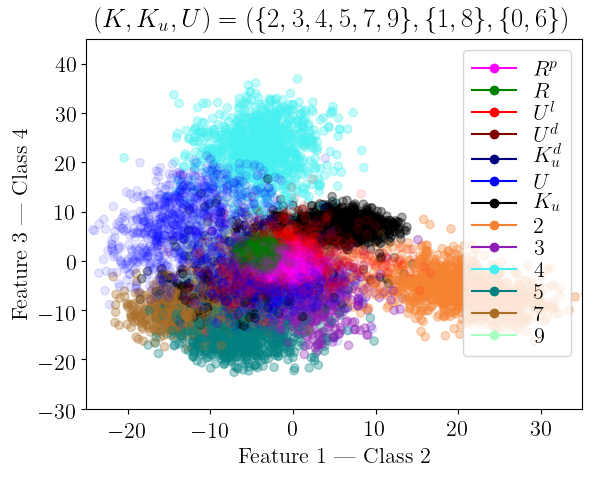 (K, K_u, U) = ({2, 3, 4, 5, 7, 9}, {1, 8}, {0, 6})
40
30
20
10
0
−10
−20
−30
Feature 3 — Class 4
R^p
R
U^l
U^d
K_u^d
U
K_u
2
3
4
5
7
9
−20
−10
0
10
20
30
Feature 1 — Class 2